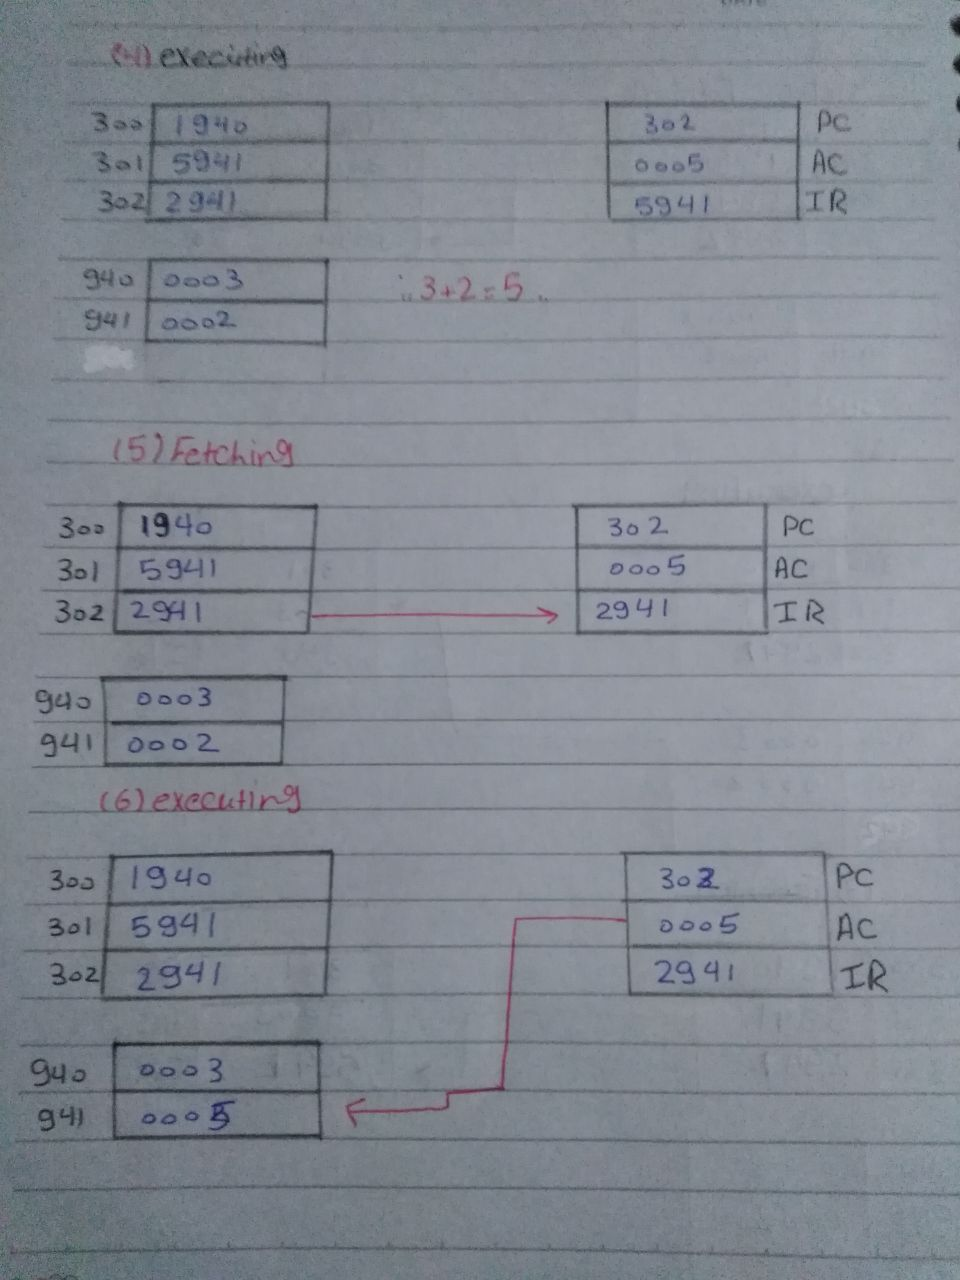 (4) executing
300 1940 302 PC
301 5941 0005 AC
302 2941 5941 IR
940 0003 ∴ 3+2=5
941 0002
(5) Fetching
300 1940 302 PC
301 5941 0005 AC
302 2941 2941 IR
940 0003
941 0002
(6) executing
300 1940 PC
301 5941 0005 AC
302 2941 2941 IR
940 0003
941 0005